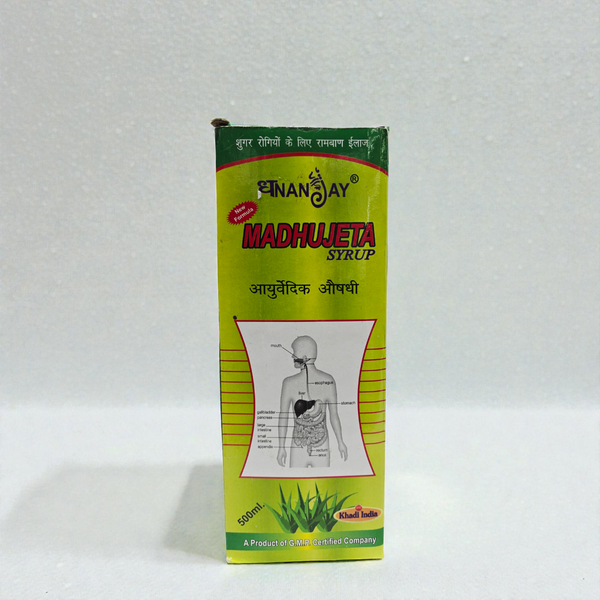 शुगर रोगियों के लिए रामबाण ईलाज
धNANJAY®
New
Formula
MADHUJETA
SYRUP
आयुर्वेदिक औषधी
mouth
esophagus
liver
stomach
gallbladder
pancreas
large
intestine
small
intestine
appendix
rectum
anus
500ml.
Khadi India
A Product of G.M.P. Certified Company